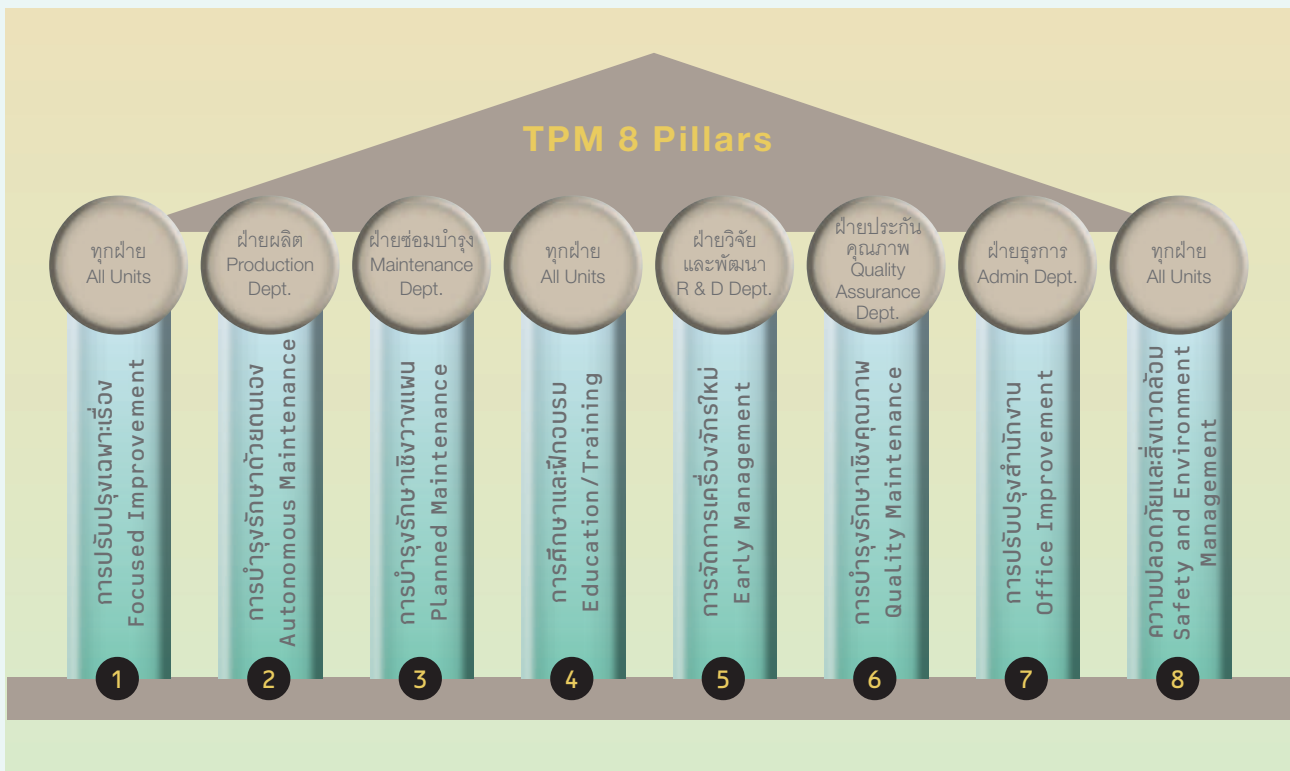 TPM 8 Pillars
ทุกฝ่าย
All Units
ฝ่ายผลิต
Production
Dept.
ฝ่ายซ่อมบำรุง
Maintenance
Dept.
ทุกฝ่าย
All Units
ฝ่ายวิจัย
และพัฒนา
R & D Dept.
ฝ่ายประกัน
คุณภาพ
Quality
Assurance
Dept.
ฝ่ายธุรการ
Admin Dept.
ทุกฝ่าย
All Units
การปรับปรุงเฉพาะเรื่อง
Focused Improvement
การบำรุงรักษาด้วยตนเอง
Autonomous Maintenance
การบำรุงรักษาเชิงวางแผน
Planned Maintenance
การศึกษาและฝึกอบรม
Education/Training
การจัดการเครื่องจักรใหม่
Early Management
การบำรุงรักษาเชิงคุณภาพ
Quality Maintenance
การปรับปรุงสำนักงาน
Office Improvement
ความปลอดภัยและสิ่งแวดล้อม
Safety and Environment
Management
1
2
3
4
5
6
7
8